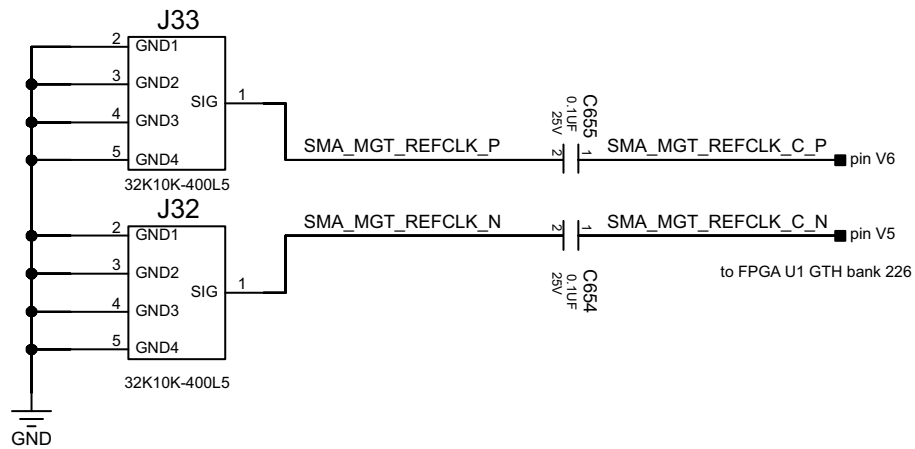 J33
2 GND1
3 GND2
4 GND3
5 GND4
SIG 1
32K10K-400L5
SMA_MGT_REFCLK_P
C655
0.1UF
25V
2 1
SMA_MGT_REFCLK_C_P
pin V6
J32
2 GND1
3 GND2
4 GND3
5 GND4
SIG 1
32K10K-400L5
SMA_MGT_REFCLK_N
2 1
C654
0.1UF
25V
SMA_MGT_REFCLK_C_N
pin V5
to FPGA U1 GTH bank 226
GND